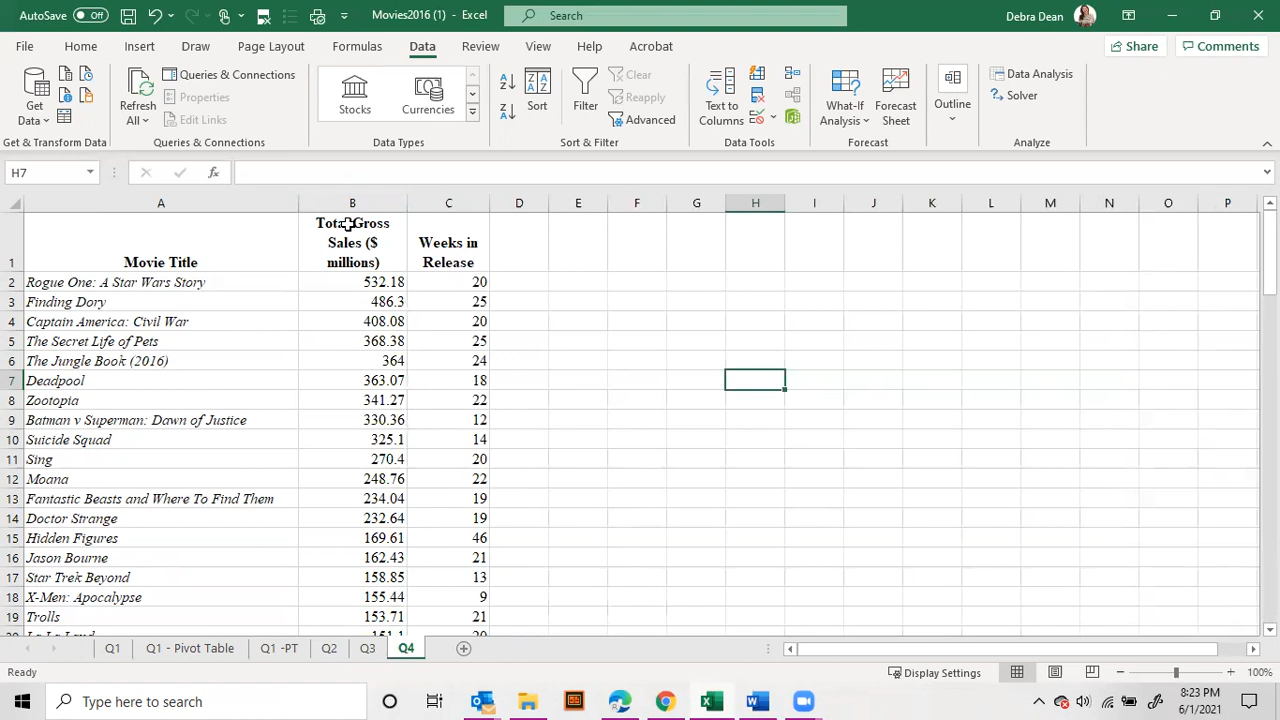 AutoSave Off Movies2016 (1) - Excel Search Debra Dean
File Home Insert Draw Page Layout Formulas Data Review View Help Acrobat Share Comments
Get Data Refresh All Queries & Connections Properties Edit Links Stocks Currencies Sort Filter Clear Reapply Advanced Text to Columns What-If Analysis Forecast Sheet Outline Data Analysis Solver
Get & Transform Data Queries & Connections Data Types Sort & Filter Data Tools Forecast Analyze
H7 fx
A B C D E F G H I J K L M N O P
1 Movie Title Total Gross Sales ($ millions) Weeks in Release
2 Rogue One: A Star Wars Story 532.18 20
3 Finding Dory 486.3 25
4 Captain America: Civil War 408.08 20
5 The Secret Life of Pets 368.38 25
6 The Jungle Book (2016) 364 24
7 Deadpool 363.07 18
8 Zootopia 341.27 22
9 Batman v Superman: Dawn of Justice 330.36 12
10 Suicide Squad 325.1 14
11 Sing 270.4 20
12 Moana 248.76 22
13 Fantastic Beasts and Where To Find Them 234.04 19
14 Doctor Strange 232.64 19
15 Hidden Figures 169.61 46
16 Jason Bourne 162.43 21
17 Star Trek Beyond 158.85 13
18 X-Men: Apocalypse 155.44 9
19 Trolls 153.71 21
La La Land 151.1 20
Q1 Q1 - Pivot Table Q1 -PT Q2 Q3 Q4
Ready Display Settings 100%
Type here to search 8:23 PM
6/1/2021